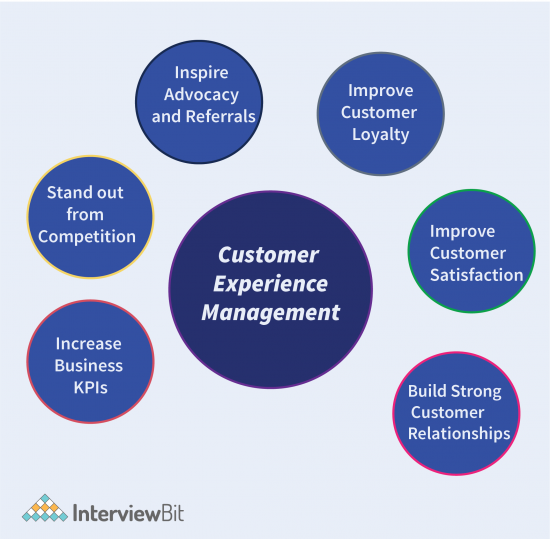 Inspire
Advocacy
and Referrals
Improve
Customer
Loyalty
Stand out
from
Competition
Improve
Customer
Satisfaction
Customer
Experience
Management
Increase
Business
KPIs
Build Strong
Customer
Relationships
InterviewBit